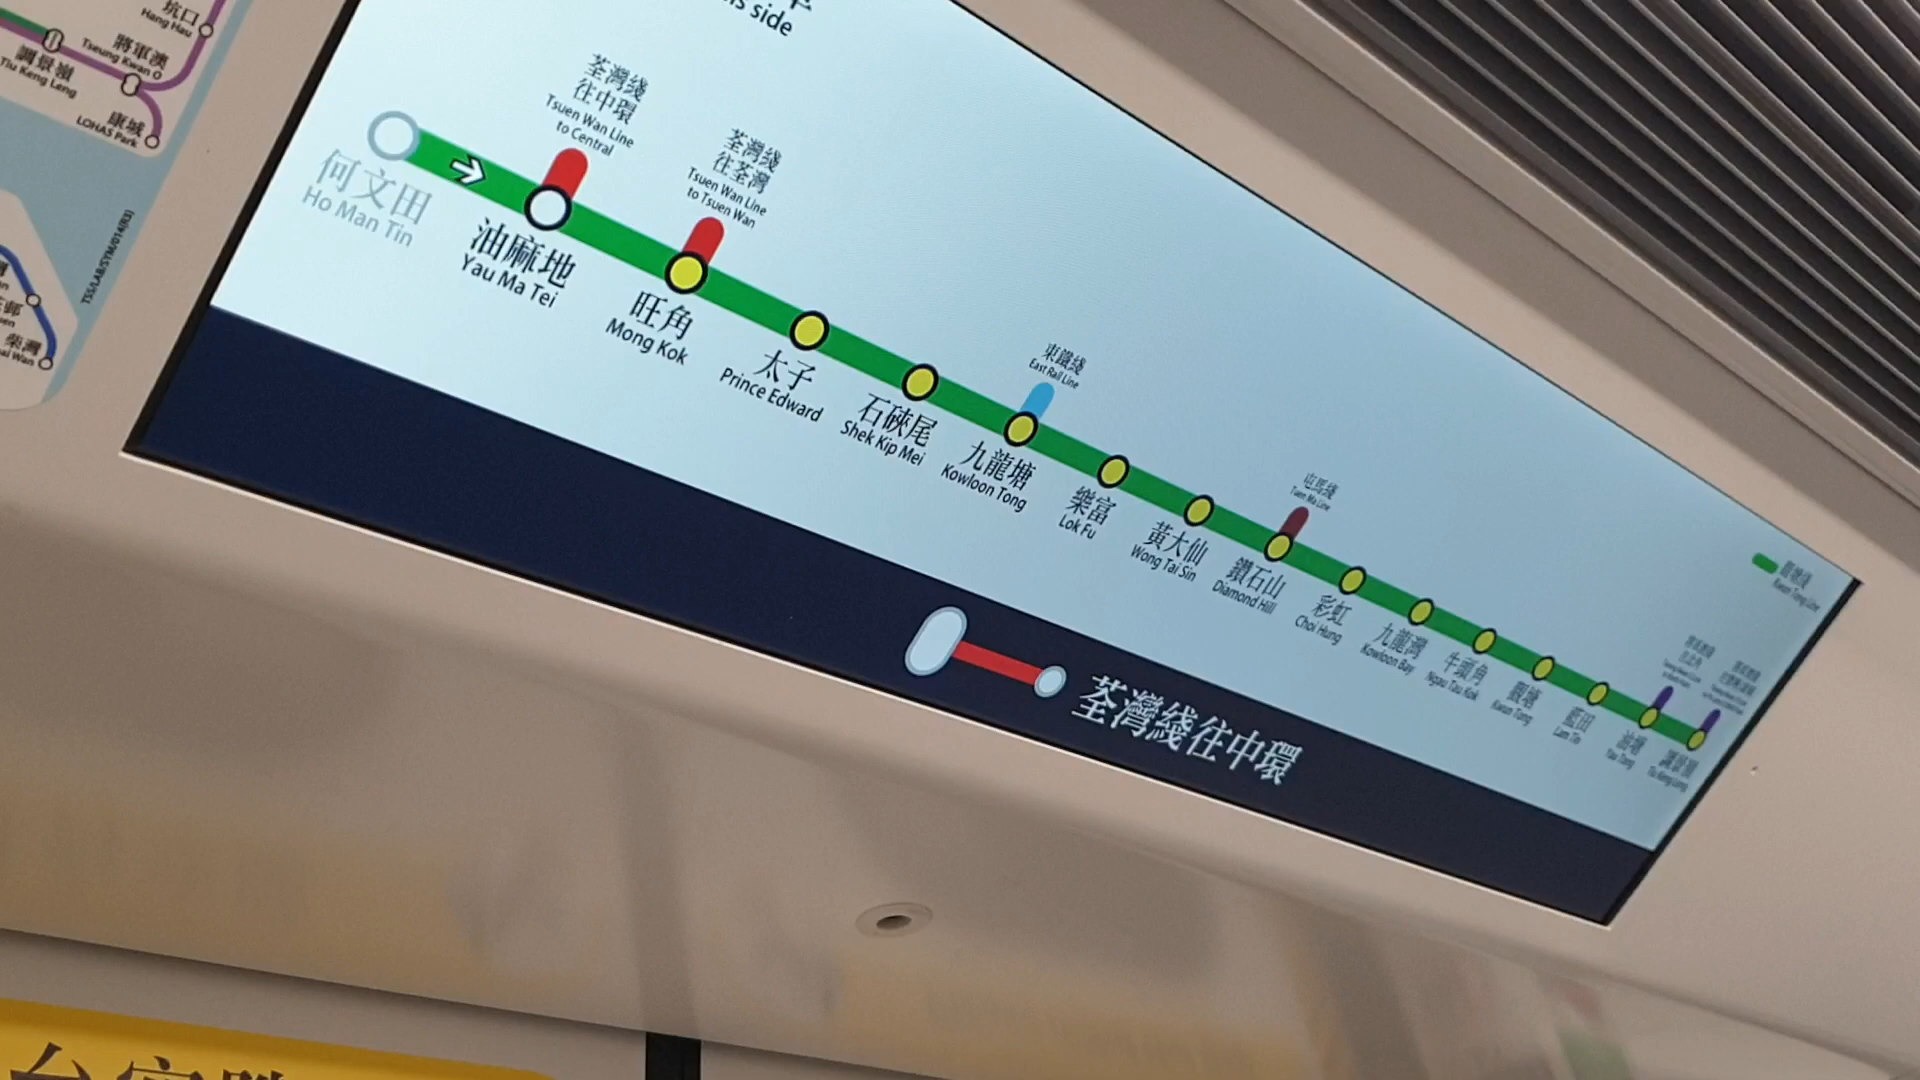 坑口
Hang Hau
將軍澳
Tseung Kwan O
調景嶺
Tiu Keng Leng
康城
LOHAS Park
柴灣
TSS/LAB/SYM/014(R3)
side
荃灣綫
往中環
Tsuen Wan Line
to Central
荃灣綫
往荃灣
Tsuen Wan Line
to Tsuen Wan
東鐵綫
East Rail Line
屯馬綫
Tuen Ma Line
觀塘綫
Kwun Tong Line
何文田
Ho Man Tin
油麻地
Yau Ma Tei
旺角
Mong Kok
太子
Prince Edward
石硤尾
Shek Kip Mei
九龍塘
Kowloon Tong
樂富
Lok Fu
黃大仙
Wong Tai Sin
鑽石山
Diamond Hill
彩虹
Choi Hung
九龍灣
Kowloon Bay
牛頭角
Ngau Tau Kok
觀塘
Kwun Tong
藍田
Lam Tin
油塘
Yau Tong
調景嶺
Tiu Keng Leng
荃灣綫往中環